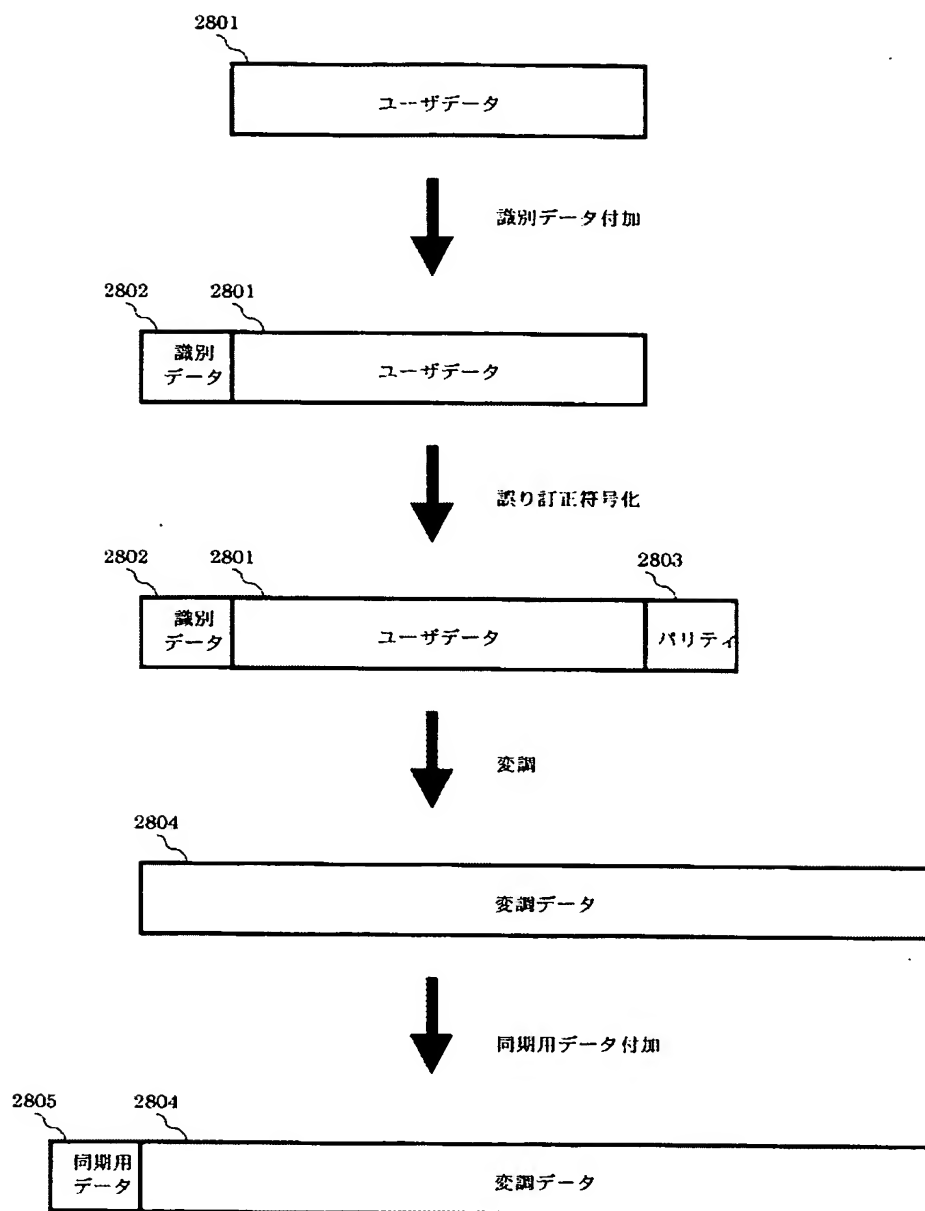 2801
ユーザデータ
識別データ付加
2802 2801
識別
データ
ユーザデータ
誤り訂正符号化
2802 2801 2803
識別
データ
ユーザデータ
パリティ
変調
2804
変調データ
同期用データ付加
2805 2804
同期用
データ
変調データ